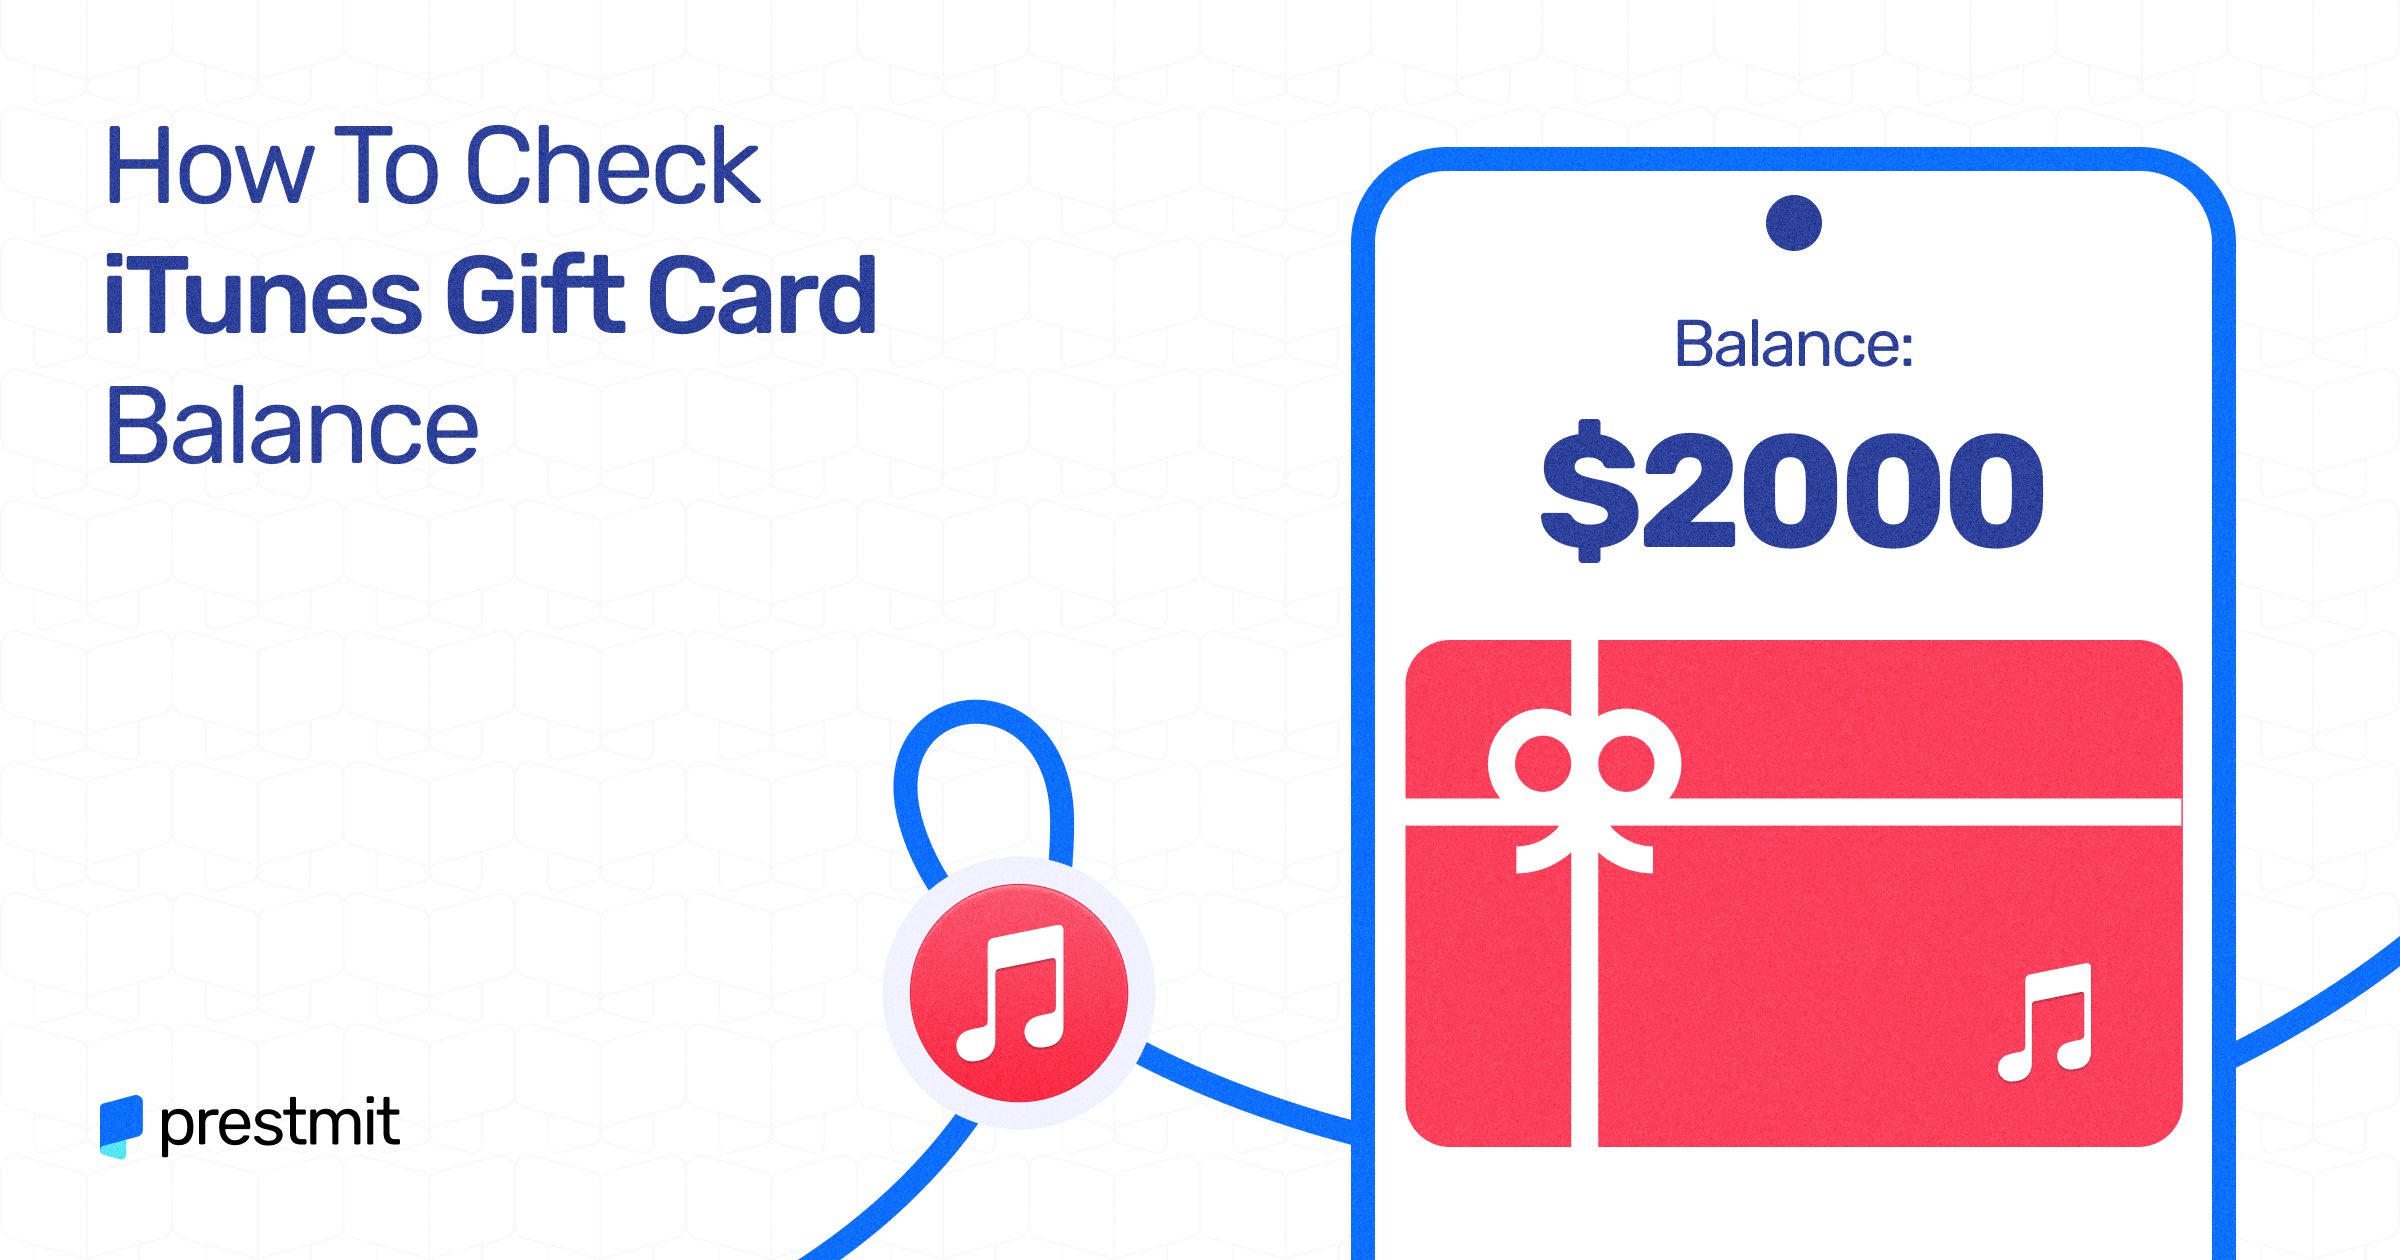 How To Check
iTunes Gift Card
Balance
Balance:
$2000
prestmit